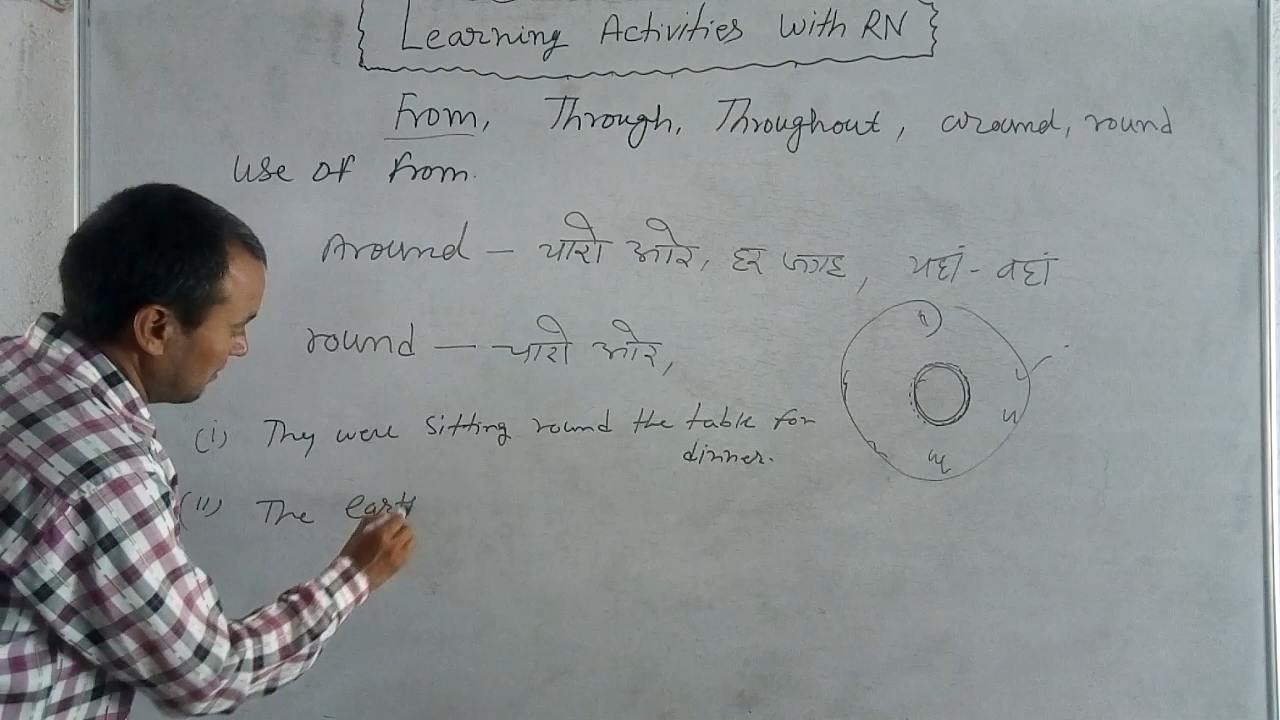 Learning Activities With RN
From, Through, Throughout, around, round
Use of From.
Around – चारो ओर, हर जगह, यहां - वहां
round – चारो ओर,
(i) They were sitting round the table for
dinner.
(ii) The earth